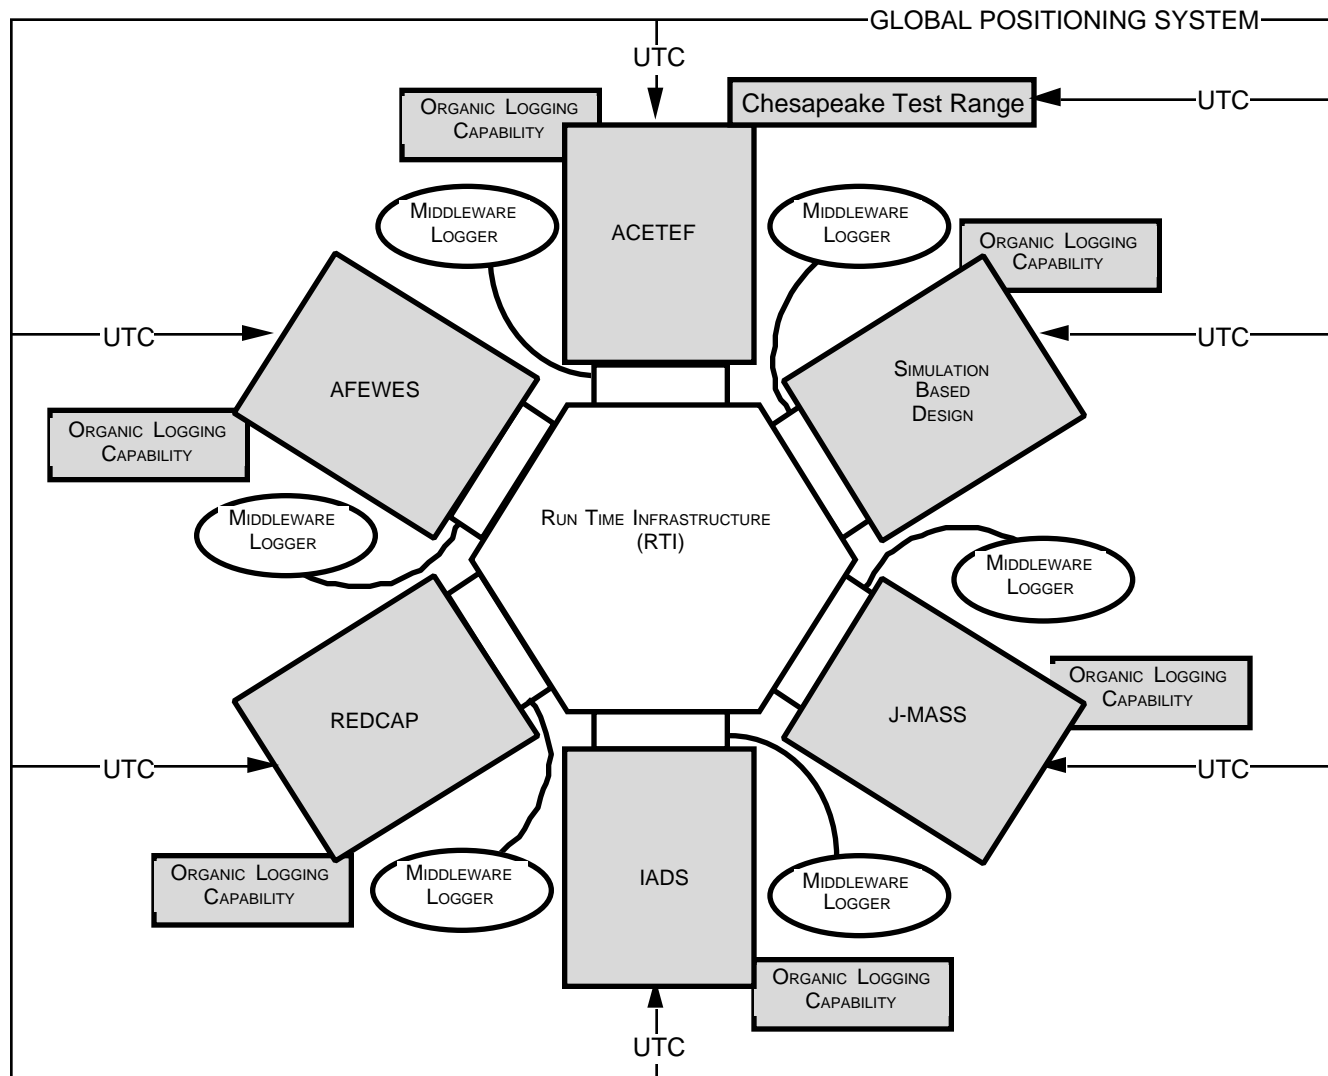 GLOBAL POSITIONING SYSTEM
UTC
Chesapeake Test Range
UTC
ORGANIC LOGGING
CAPABILITY
MIDDLEWARE
LOGGER
ACETEF
MIDDLEWARE
LOGGER
ORGANIC LOGGING
CAPABILITY
UTC
UTC
AFEWES
SIMULATION
BASED
DESIGN
ORGANIC LOGGING
CAPABILITY
MIDDLEWARE
LOGGER
RUN TIME INFRASTRUCTURE
(RTI)
MIDDLEWARE
LOGGER
REDCAP
J-MASS
ORGANIC LOGGING
CAPABILITY
UTC
UTC
ORGANIC LOGGING
CAPABILITY
MIDDLEWARE
LOGGER
IADS
MIDDLEWARE
LOGGER
ORGANIC LOGGING
CAPABILITY
UTC